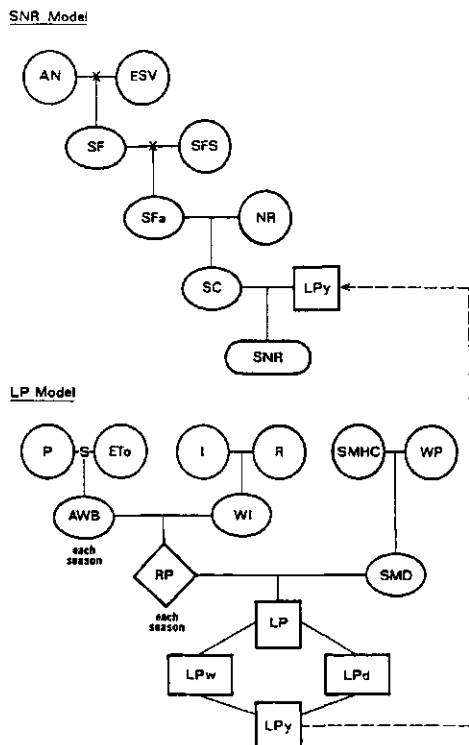 SNR Model
AN x ESV
SF x SFS
SFa NR
SC LPy
SNR
LP Model
P S ETo I R SMHC WP
AWB WI
each
season
RP SMD
each
season
LP
LPw LPd
LPy